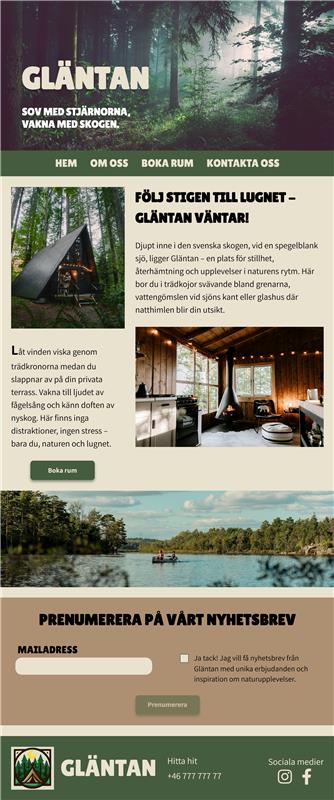 GLÄNTAN
SOV MED STJÄRNORNA,
VAKNA MED SKOGEN.
HEM OM OSS BOKA RUM KONTAKTA OSS
FÖLJ STIGEN TILL LUGNET –
GLÄNTAN VÄNTAR!
Djupt inne i den svenska skogen, vid en spegelblank
sjö, ligger Gläntan – en plats för stillhet,
återhämtning och upplevelser i naturens rytm. Här
bor du i trädkojor svävande bland grenarna,
vattengömslen vid sjöns kant eller glashus där
natthimlen blir din utsikt.
Låt vinden viska genom
trädkronorna medan du
slappnar av på din privata
terrass. Vakna till ljudet av
fågelsång och känn doften av
nyskog. Här finns inga
distraktioner, ingen stress –
bara du, naturen och lugnet.
Boka rum
PRENUMERERA PÅ VÅRT NYHETSBREV
MAILADRESS
Ja tack! Jag vill få nyhetsbrev från
Gläntan med unika erbjudanden och
inspiration om naturupplevelser.
Prenumerera
GLÄNTAN
Hitta hit
+46 777 777 77
Sociala medier